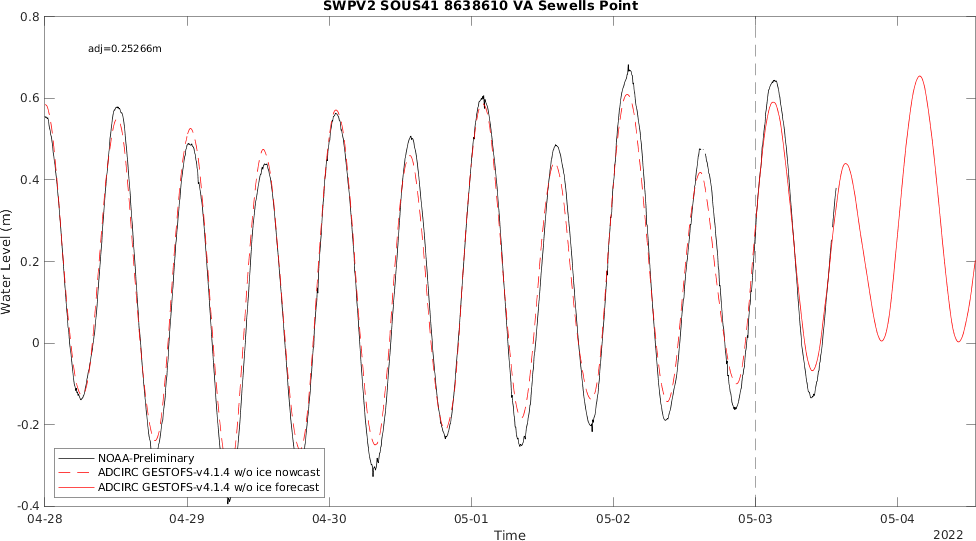 SWPV2 SOUS41 8638610 VA Sewells Point
adj=0.25266m
Water Level (m)
0.8
0.6
0.4
0.2
0
-0.2
-0.4
NOAA-Preliminary
ADCIRC GESTOFS-v4.1.4 w/o ice nowcast
ADCIRC GESTOFS-v4.1.4 w/o ice forecast
04-28 04-29 04-30 05-01 05-02 05-03 05-04
Time
2022